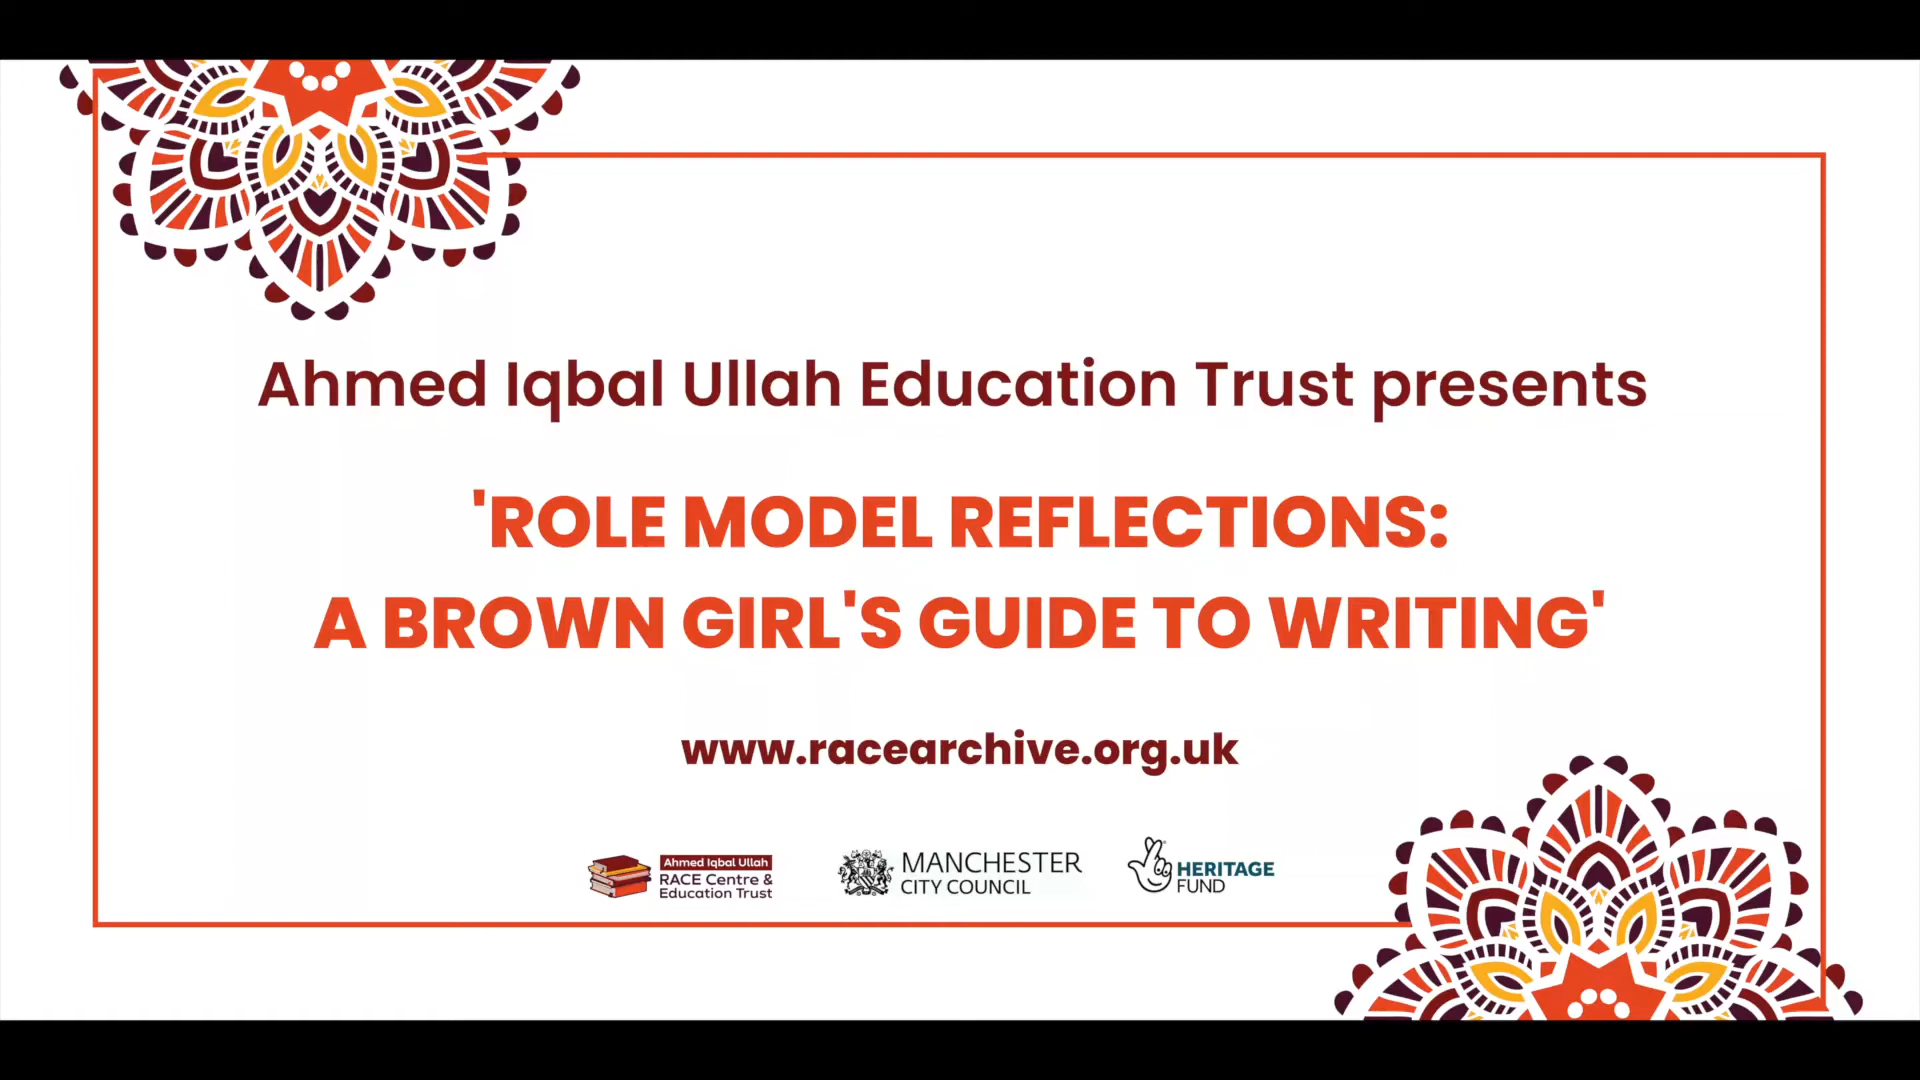 Ahmed Iqbal Ullah Education Trust presents
'ROLE MODEL REFLECTIONS:
A BROWN GIRL'S GUIDE TO WRITING'
www.racearchive.org.uk
Ahmed Iqbal Ullah
RACE Centre &
Education Trust
MANCHESTER
CITY COUNCIL
HERITAGE
FUND